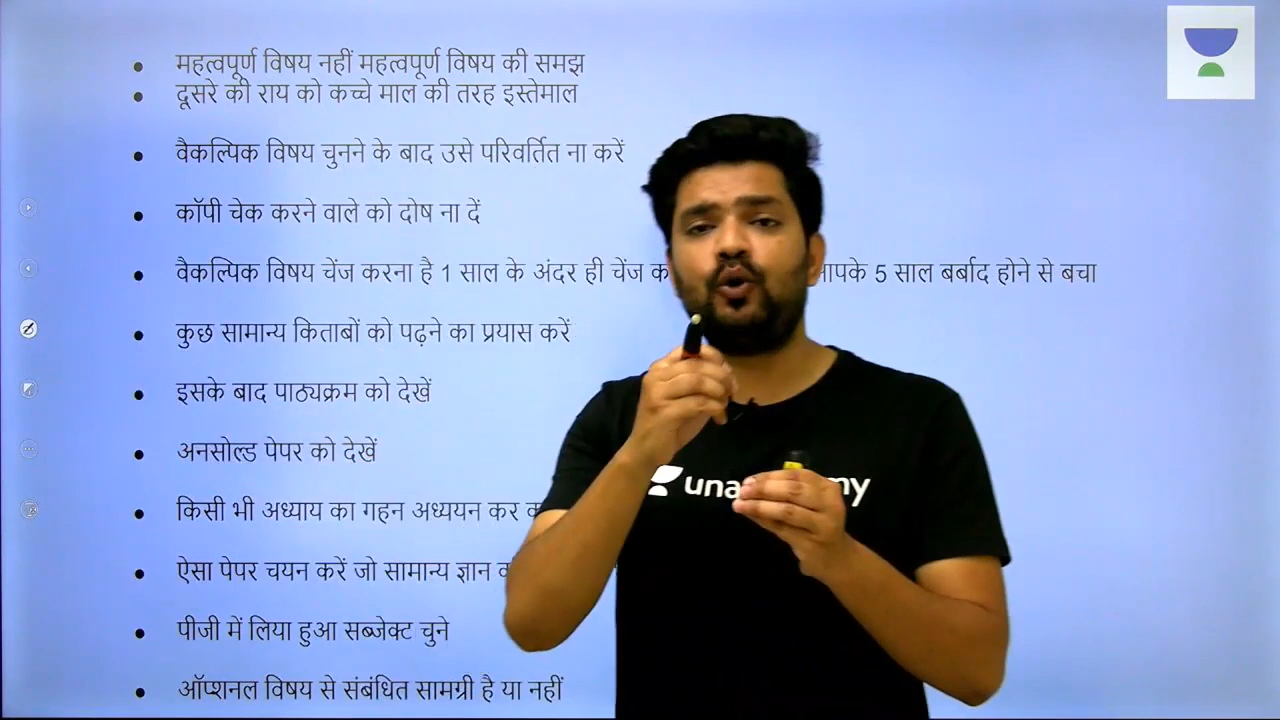 महत्वपूर्ण विषय नहीं महत्वपूर्ण विषय की समझ
दूसरे की राय को कच्चे माल की तरह इस्तेमाल
वैकल्पिक विषय चुनने के बाद उसे परिवर्तित ना करें
कॉपी चेक करने वाले को दोष ना दें
वैकल्पिक विषय चेंज करना है 1 साल के अंदर ही चेंज 5 साल बर्बाद होने से बचा
कुछ सामान्य किताबों को पढ़ने का प्रयास करें
इसके बाद पाठ्यक्रम को देखें
अनसोल्ड पेपर को देखें
किसी भी अध्याय का गहन अध्ययन कर
ऐसा पेपर चयन करें जो सामान्य ज्ञान
पीजी में लिया हुआ सब्जेक्ट चुने
ऑप्शनल विषय से संबंधित सामग्री है या नहीं